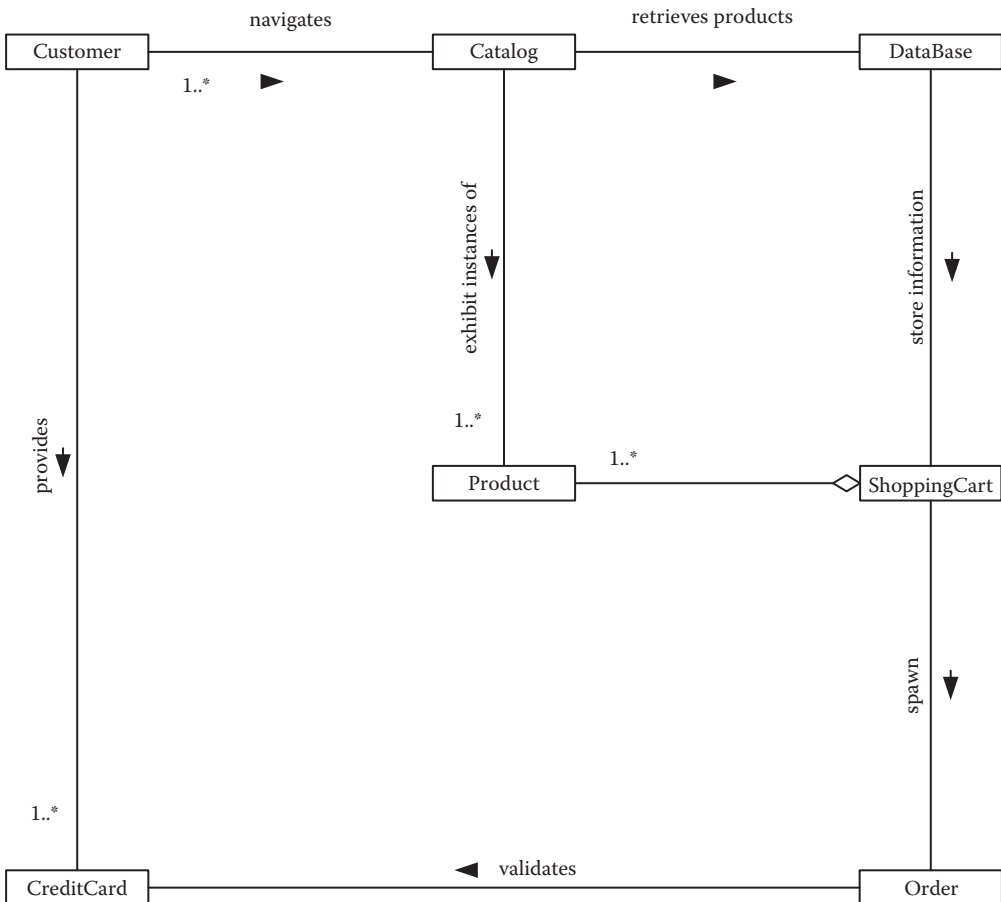 navigates
retrieves products
Customer
Catalog
DataBase
1..*
exhibit instances of
store information
provides
1..*
1..*
Product
ShoppingCart
spawn
1..*
validates
CreditCard
Order